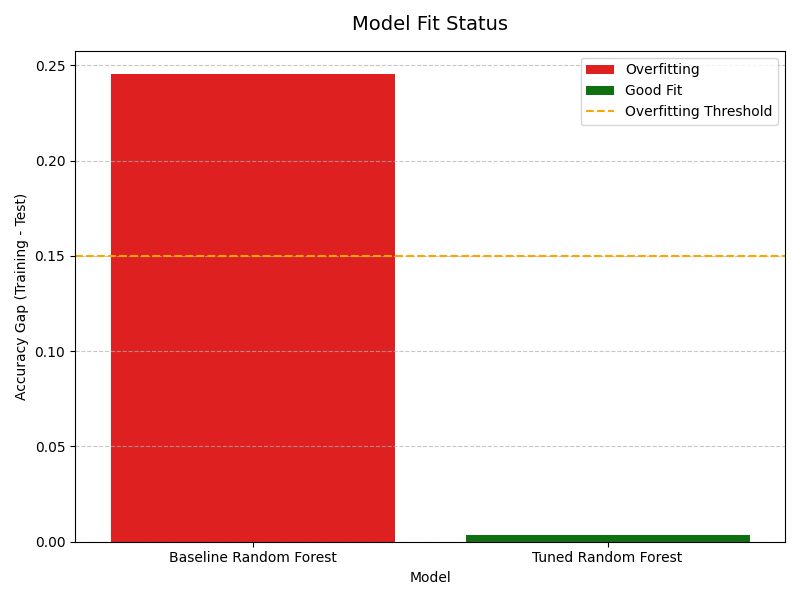 Model Fit Status
Accuracy Gap (Training - Test)
0.25
0.20
0.15
0.10
0.05
0.00
Overfitting
Good Fit
Overfitting Threshold
Baseline Random Forest
Tuned Random Forest
Model